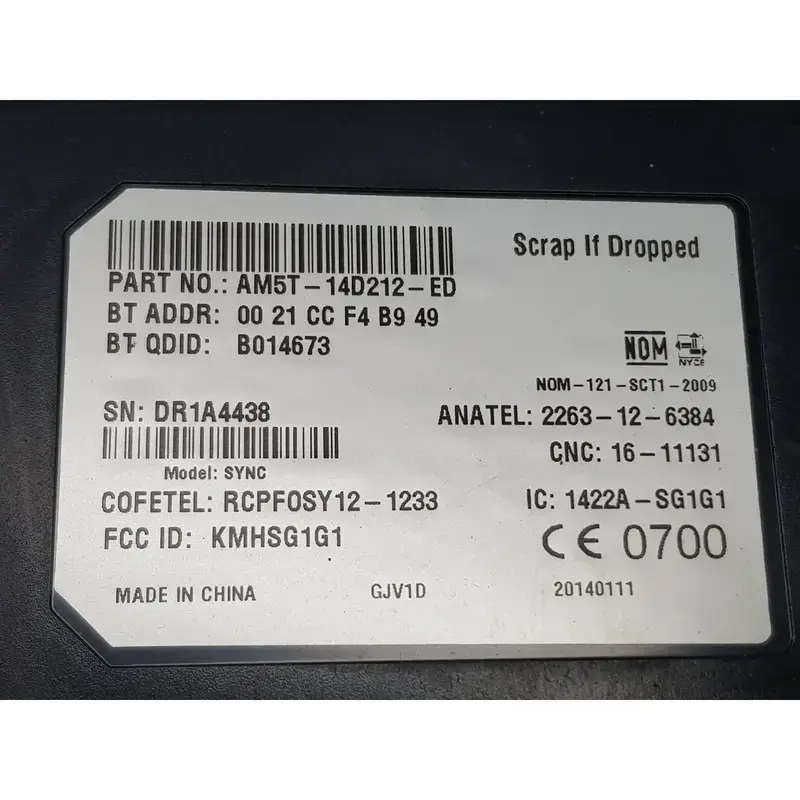 Scrap If Dropped
PART NO.: AM5T-14D212-ED
BT ADDR: 00 21 CC F4 B9 49
BT QDID: B014673
NOM NYCE
NOM-121-SCT1-2009
SN: DR1A4438
ANATEL: 2263-12-6384
CNC: 16-11131
Model: SYNC
COFETEL: RCPFOSY12-1233
IC: 1422A-SG1G1
FCC ID: KMHSG1G1
CE 0700
MADE IN CHINA
GJV1D
20140111